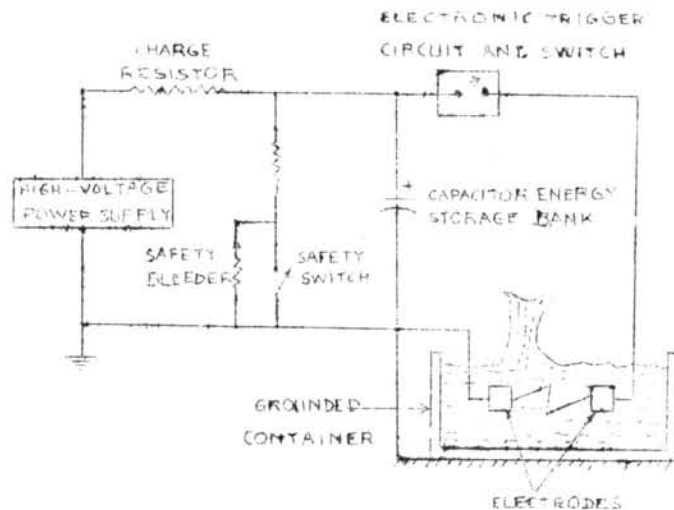 ELECTRONIC TRIGGER
CIRCUIT AND SWITCH
CHARGE
RESISTOR
HIGH-VOLTAGE
POWER SUPPLY
+
CAPACITOR ENERGY
STORAGE BANK
SAFETY
BLEEDER
SAFETY
SWITCH
GROUNDED
CONTAINER
ELECTRODES